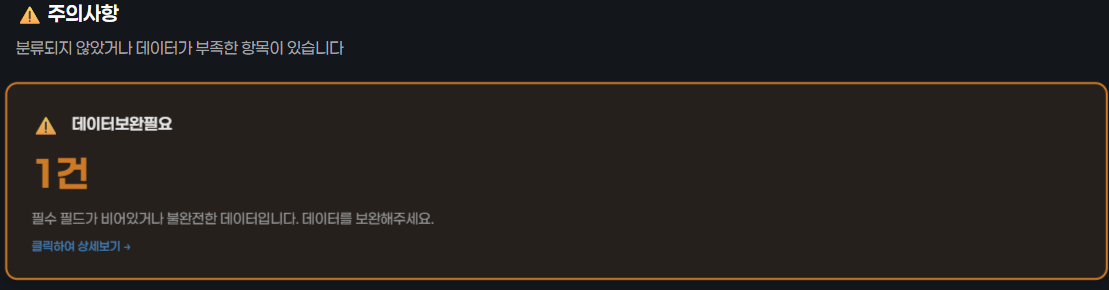 ⚠ 주의사항
분류되지 않았거나 데이터가 부족한 항목이 있습니다
⚠ 데이터보완필요
1건
필수 필드가 비어있거나 불완전한 데이터입니다. 데이터를 보완해주세요.
클릭하여 상세보기 →